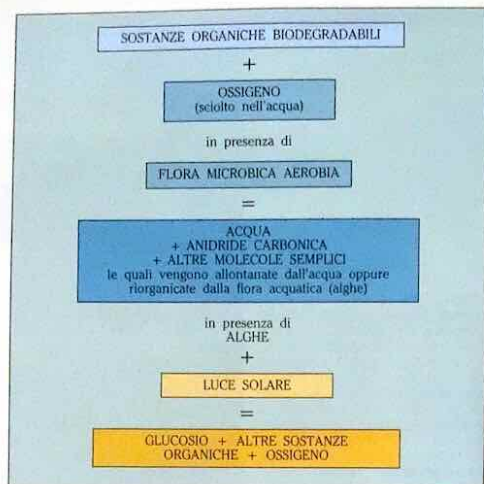 SOSTANZE ORGANICHE BIODEGRADABILI
+
OSSIGENO
(sciolto nell'acqua)
in presenza di
FLORA MICROBICA AEROBIA
=
ACQUA
+ ANIDRIDE CARBONICA
+ ALTRE MOLECOLE SEMPLICI
le quali vengono allontanate dall'acqua oppure
riorganicate dalla flora acquatica (alghe)
in presenza di
ALGHE
+
LUCE SOLARE
=
GLUCOSIO + ALTRE SOSTANZE
ORGANICHE + OSSIGENO